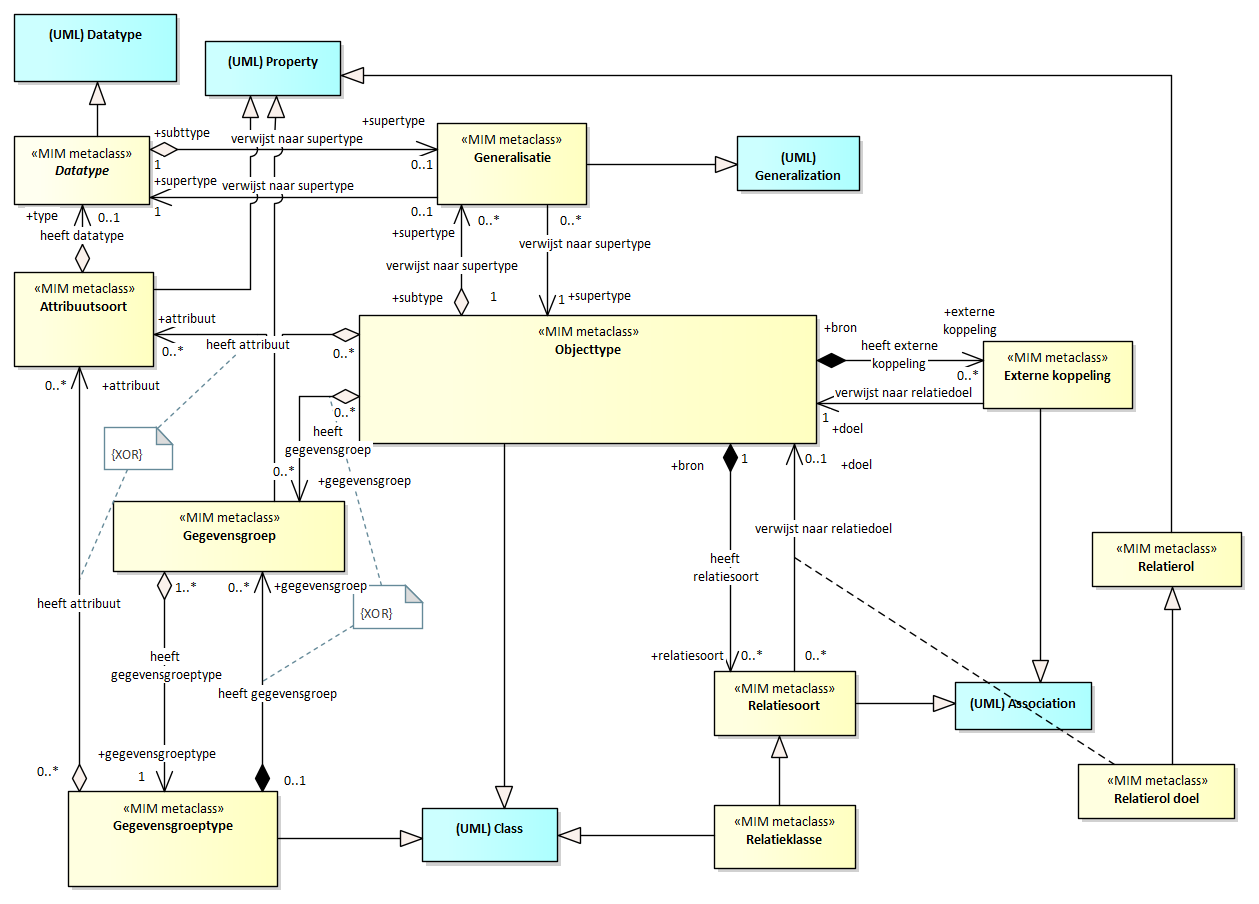 (UML) Datatype
(UML) Property
«MIM metaclass»
Datatype
+subttype
1
verwijst naar supertype
+supertype
0..1
«MIM metaclass»
Generalisatie
(UML)
Generalization
+supertype
1
verwijst naar supertype
0..1
+type
0..1
heeft datatype
+supertype
0..*
verwijst naar supertype
+subtype
1
0..*
verwijst naar supertype
1
+supertype
«MIM metaclass»
Attribuutsoort
+attribuut
0..*
heeft attribuut
0..*
«MIM metaclass»
Objecttype
+bron
heeft externe
koppeling
+externe
koppeling
0..*
«MIM metaclass»
Externe koppeling
verwijst naar relatiedoel
1
+doel
0..*
+attribuut
0..*
heeft
gegevensgroep
0..*
+gegevensgroep
{XOR}
+bron
1
0..1
+doel
verwijst naar relatiedoel
heeft
relatiesoort
«MIM metaclass»
Gegevensgroep
«MIM metaclass»
Relatierol
1..*
0..*
+gegevensgroep
heeft attribuut
{XOR}
heeft
gegevensgroeptype
heeft gegevensgroep
+relatiesoort
0..*
0..*
«MIM metaclass»
Relatiesoort
(UML) Association
+gegevensgroeptype
0..*
1
0..1
«MIM metaclass»
Relatierol doel
«MIM metaclass»
Gegevensgroeptype
(UML) Class
«MIM metaclass»
Relatieklasse